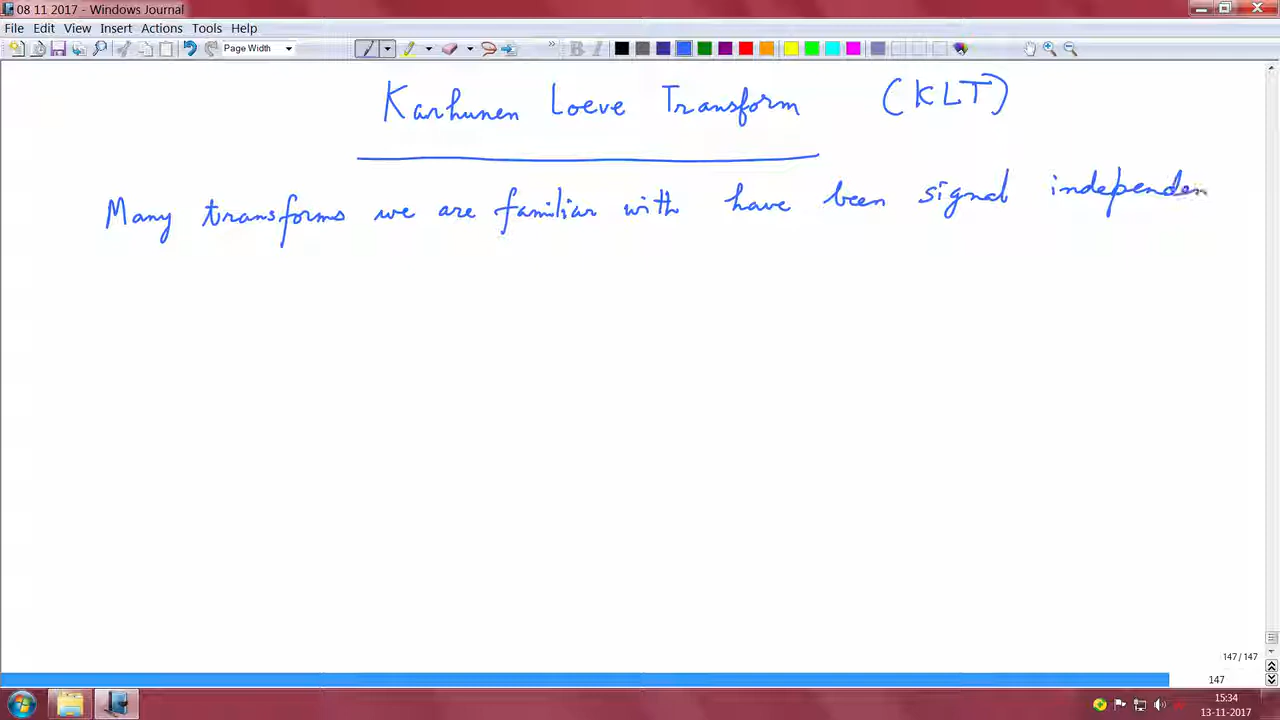 08 11 2017 - Windows Journal
File Edit View Insert Actions Tools Help
Page Width
B I
Karhunen Loeve Transform (KLT)
Many transforms we are familiar with have been signal independen
147/147
147
15:34
13-11-2017